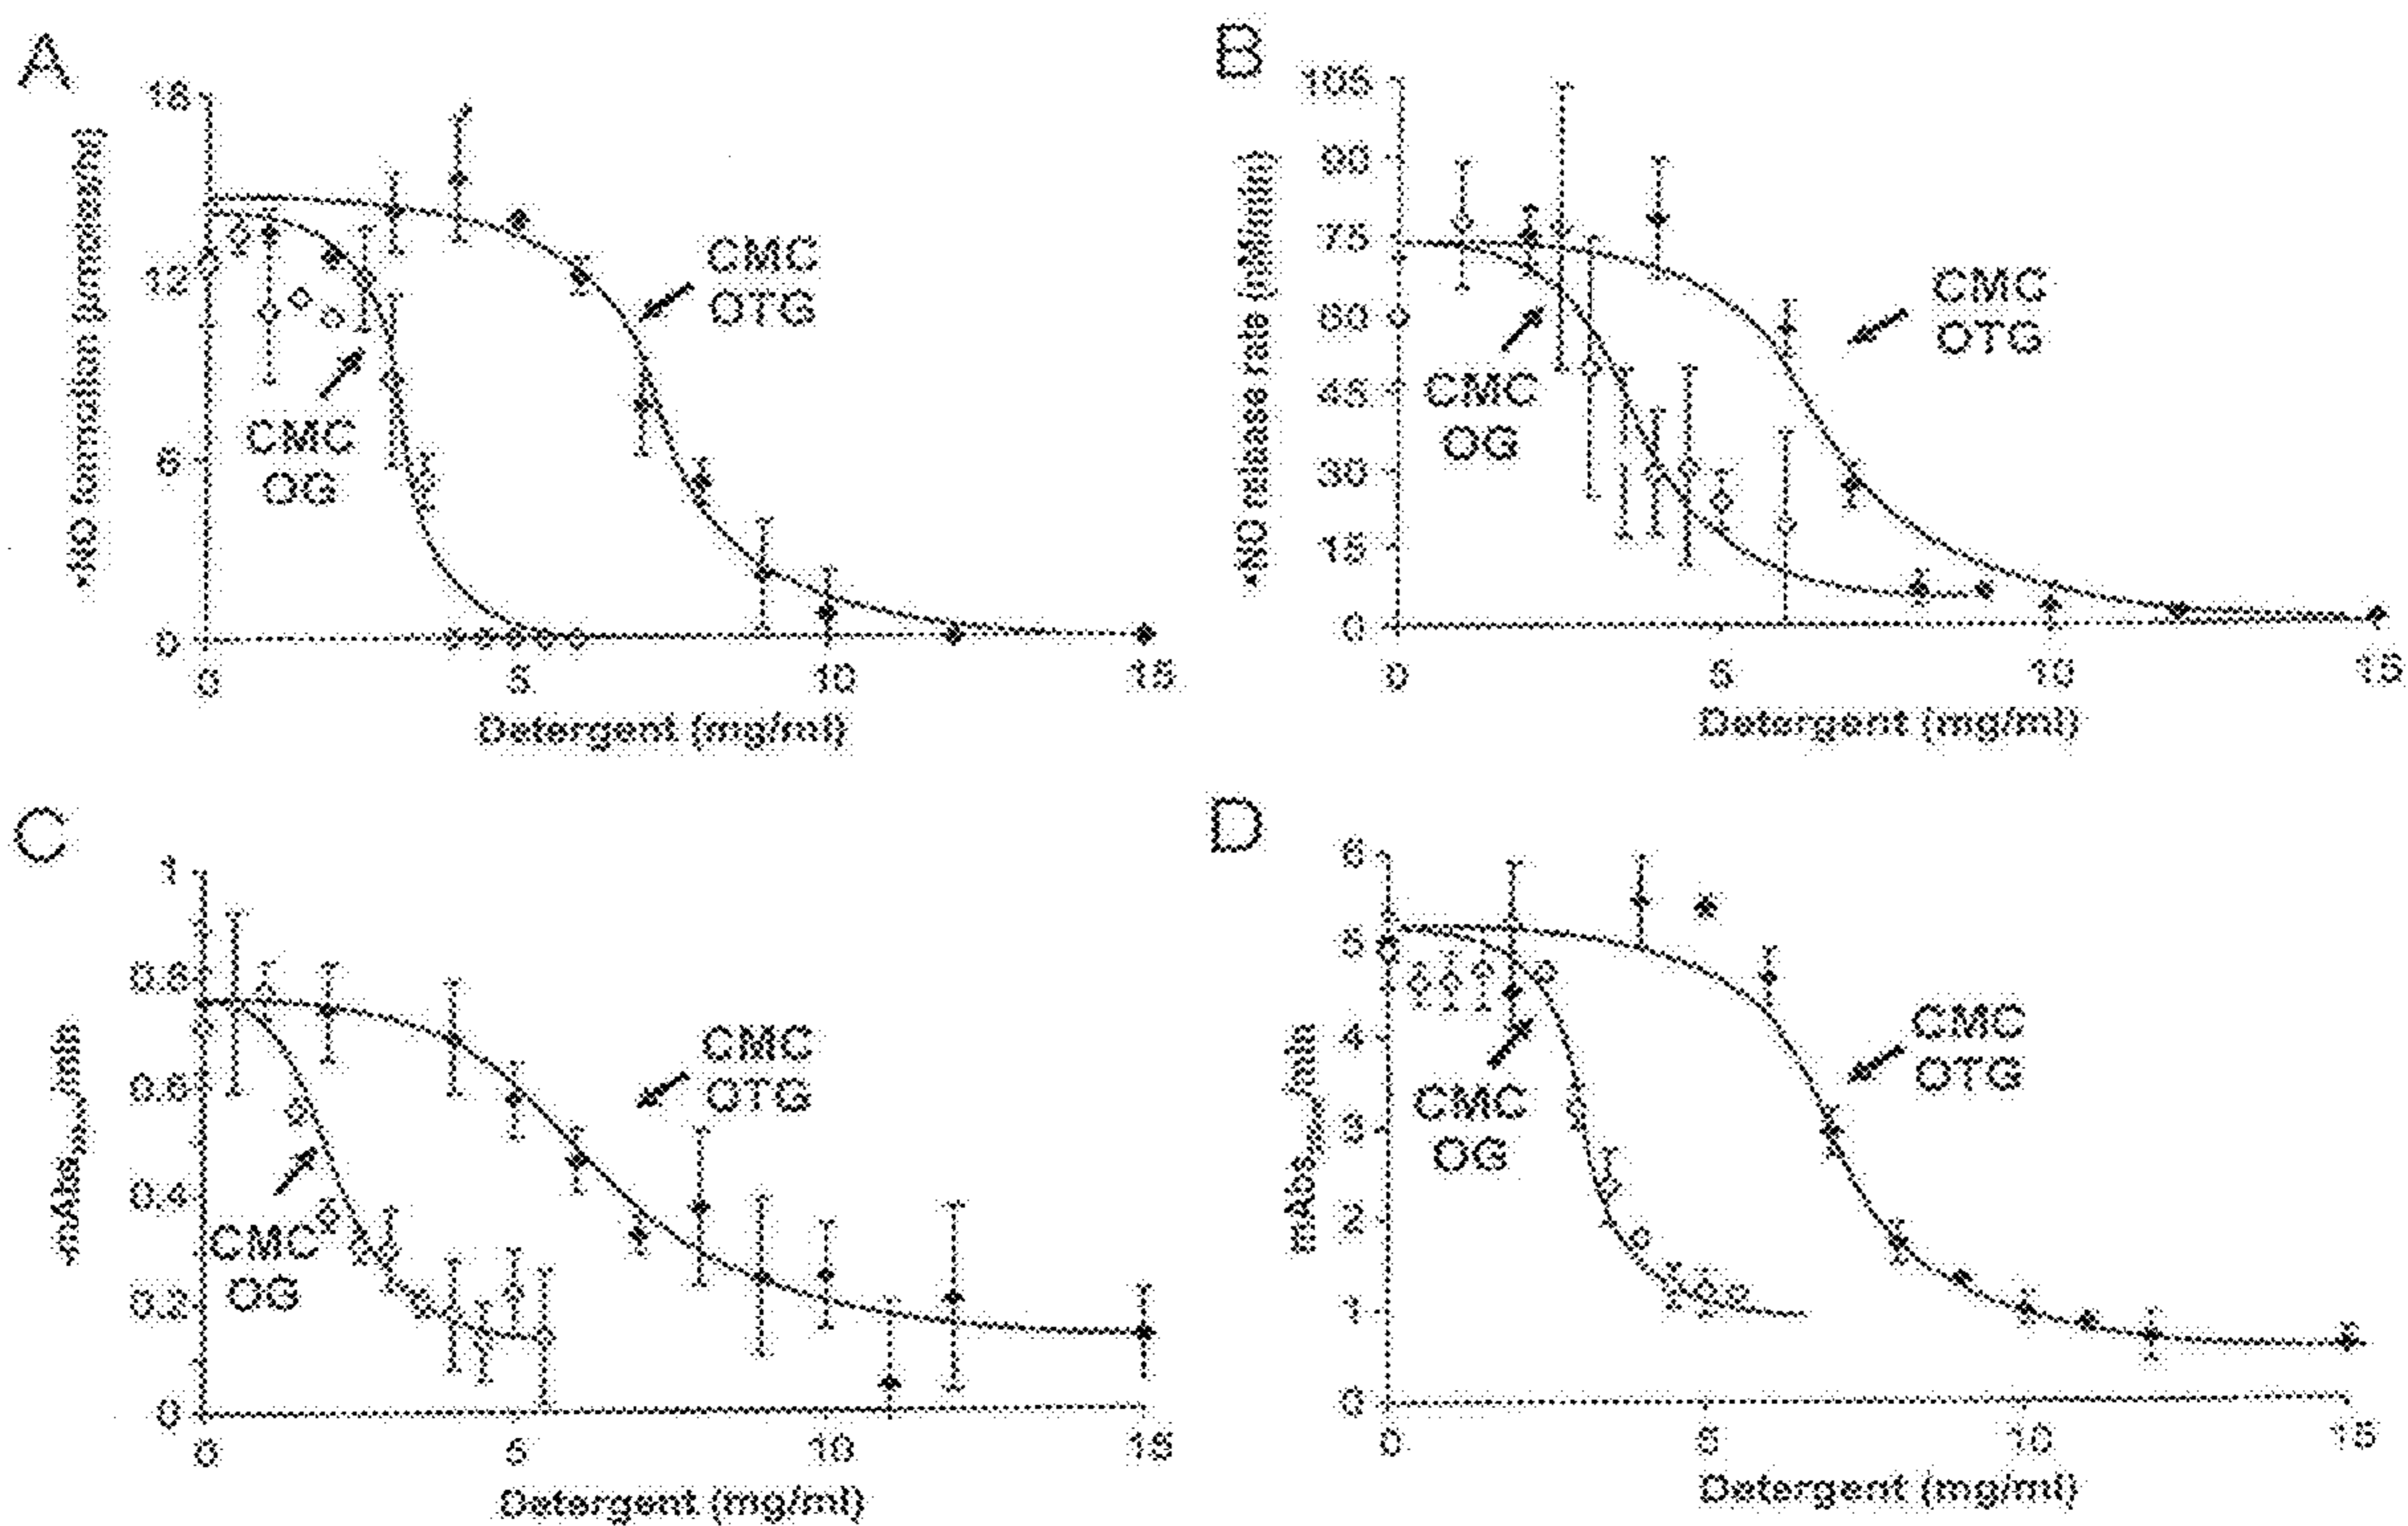 A
18
12
6
0
•NO formation (μmoles/hr)
CMC
OTG
CMC
OG
0
5
10
15
Detergent (mg/ml)
B
105
90
75
60
45
30
15
0
•NO release rate (nM/min)
CMC
OTG
CMC
OG
0
5
10
15
Detergent (mg/ml)
C
1
0.8
0.6
0.4
0.2
0
CMC
OTG
CMC
OG
0
5
10
15
Detergent (mg/ml)
D
6
5
4
3
2
1
0
CMC
OTG
CMC
OG
0
5
10
15
Detergent (mg/ml)